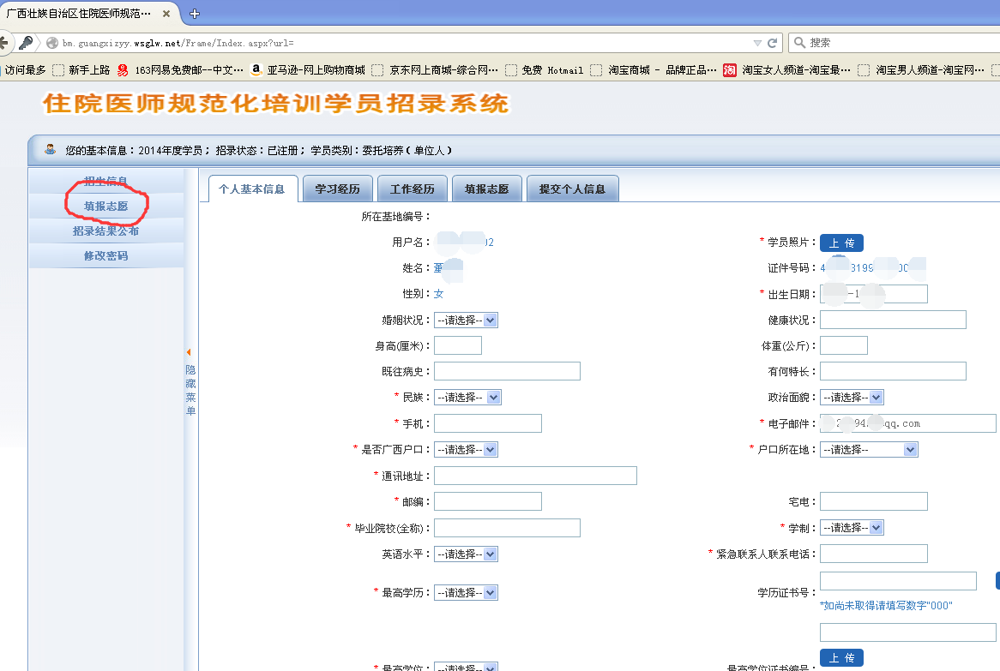 广西壮族自治区住院医师规范… × +
bm.guangxizyy.wsglw.net/Frame/Index.aspx?url= 搜索
访问最多 新手上路 163网易免费邮--中文… 亚马逊-网上购物商城 京东网上商城-综合网… 免费 Hotmail 淘宝商城 - 品牌正品… 淘 淘宝女人频道-淘宝最… 淘宝男人频道-淘宝网…
住院医师规范化培训学员招录系统
您的基本信息：2014年度学员； 招录状态：已注册； 学员类别：委托培养(单位人)
招生信息
填报志愿
招录结果公布
修改密码
隐藏菜单
个人基本信息 学习经历 工作经历 填报志愿 提交个人信息
所在基地编号：
用户名： 02 * 学员照片： 上 传
姓名： 证件号码：4 3199 0
性别：女 * 出生日期： -1
婚姻状况：--请选择-- 健康状况：
身高(厘米)： 体重(公斤)：
既往病史： 有何特长：
* 民族：--请选择-- 政治面貌：--请选择--
* 手机： * 电子邮件：2 94 qq.com
* 是否广西户口：--请选择-- * 户口所在地：--请选择--
* 通讯地址：
* 邮编： 宅电：
* 毕业院校(全称)： * 学制：--请选择--
英语水平：--请选择-- * 紧急联系人联系电话：
* 最高学历：--请选择-- 学历证书号：
*如尚未取得请填写数字"000"
* 最高学位：--请选择-- 最高学位证书编号： 上 传